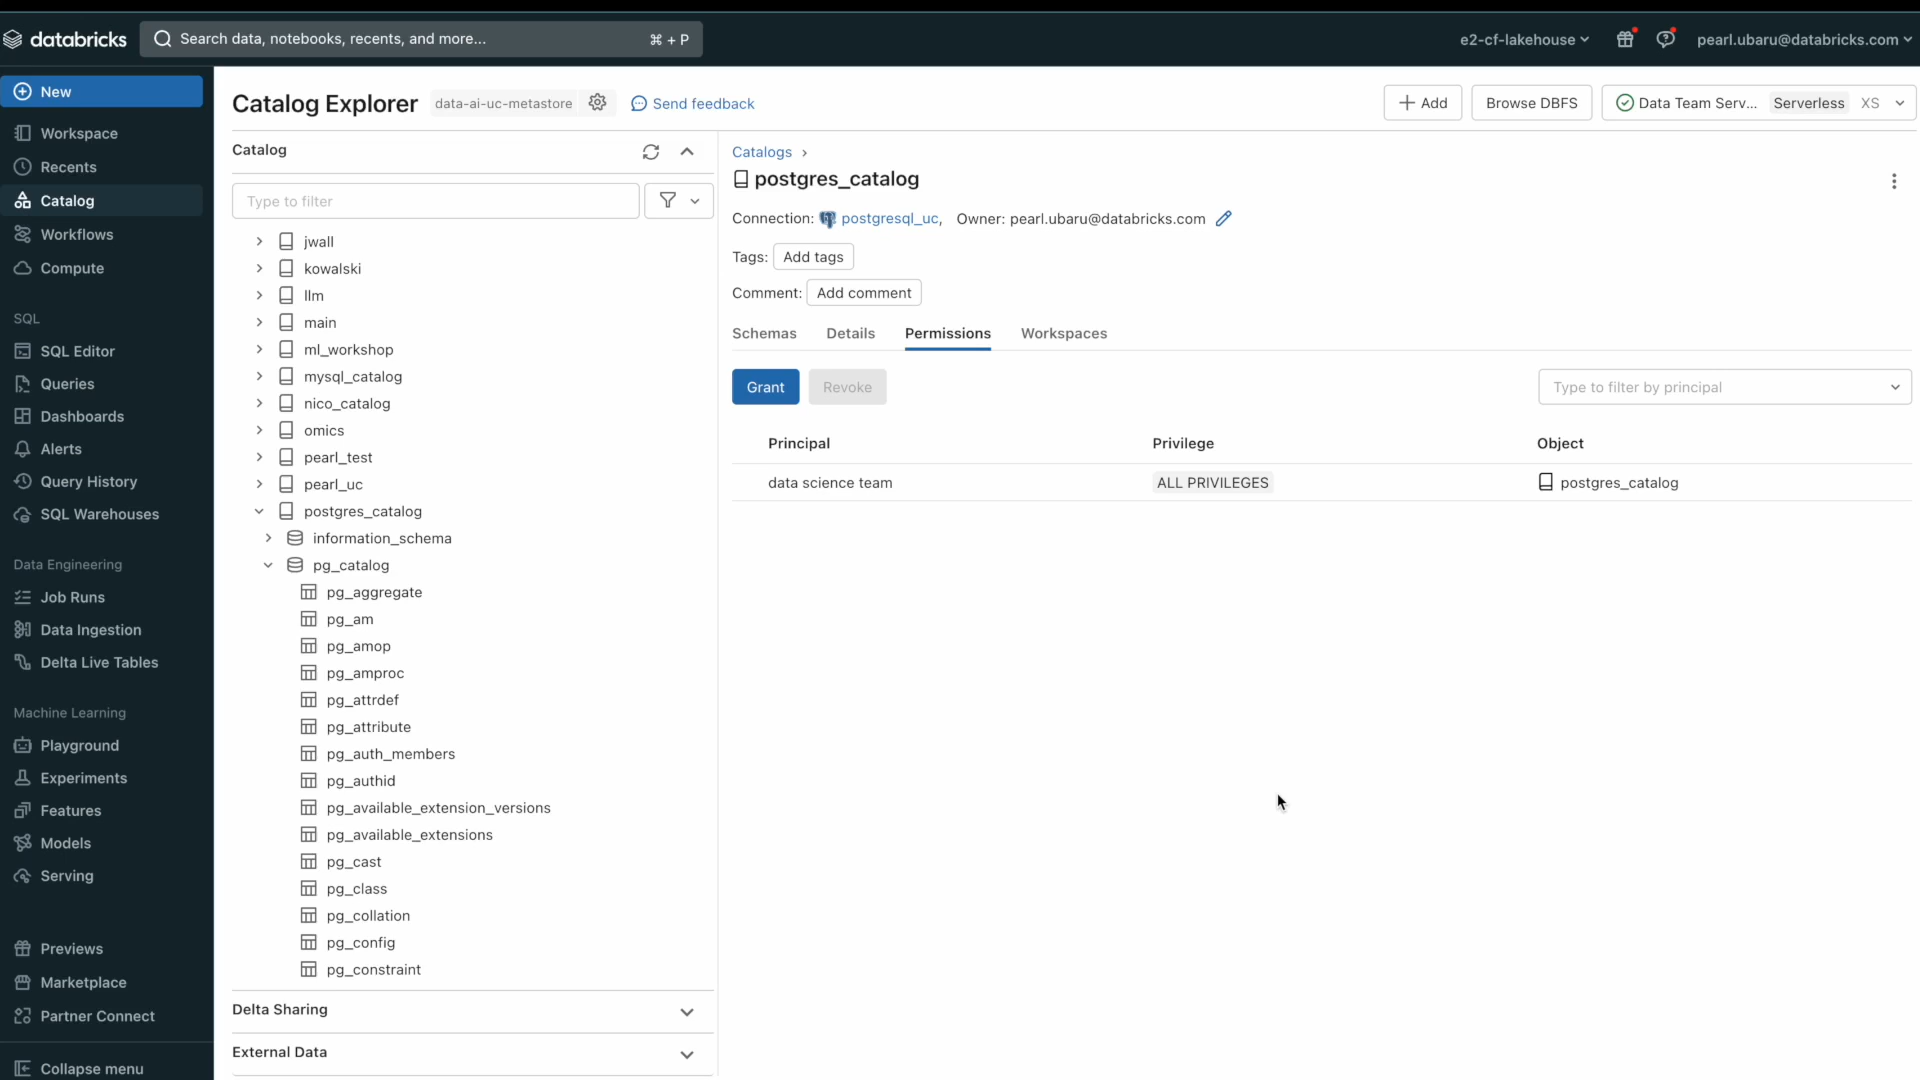 databricks
Search data, notebooks, recents, and more...
⌘ + P
e2-cf-lakehouse
pearl.ubaru@databricks.com
New
Workspace
Recents
Catalog
Workflows
Compute
SQL
SQL Editor
Queries
Dashboards
Alerts
Query History
SQL Warehouses
Data Engineering
Job Runs
Data Ingestion
Delta Live Tables
Machine Learning
Playground
Experiments
Features
Models
Serving
Previews
Marketplace
Partner Connect
Collapse menu
Catalog Explorer
data-ai-uc-metastore
Send feedback
Add
Browse DBFS
Data Team Serv...
Serverless
XS
Catalog
Type to filter
jwall
kowalski
llm
main
ml_workshop
mysql_catalog
nico_catalog
omics
pearl_test
pearl_uc
postgres_catalog
information_schema
pg_catalog
pg_aggregate
pg_am
pg_amop
pg_amproc
pg_attrdef
pg_attribute
pg_auth_members
pg_authid
pg_available_extension_versions
pg_available_extensions
pg_cast
pg_class
pg_collation
pg_config
pg_constraint
Delta Sharing
External Data
Catalogs ›
postgres_catalog
Connection: postgresql_uc, Owner: pearl.ubaru@databricks.com
Tags: Add tags
Comment: Add comment
Schemas Details Permissions Workspaces
Grant Revoke
Type to filter by principal
Principal Privilege Object
data science team ALL PRIVILEGES postgres_catalog